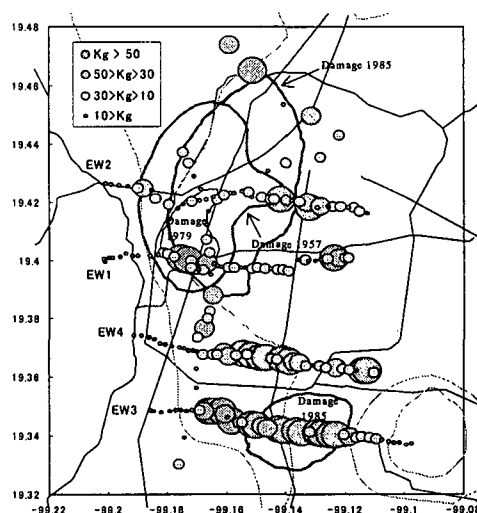 19.48
19.46
19.44
19.42
19.4
19.38
19.36
19.34
19.32
Kg > 50
50>Kg>30
30>Kg>10
10>Kg
Damage 1985
EW2
Damage
1979
Damage 1957
EW1
EW4
EW3
Damage
1985
-99.22 -99.2 -99.18 -99.16 -99.14 -99.12 -99.1 -99.08